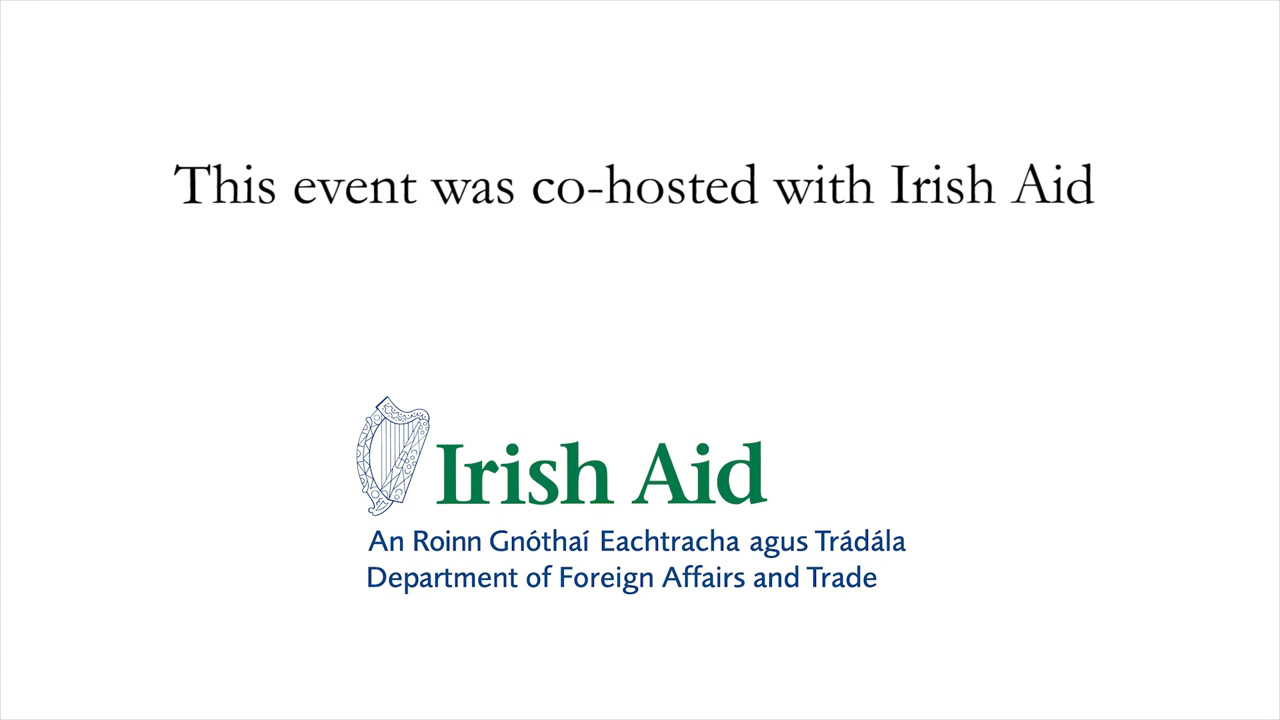 This event was co-hosted with Irish Aid
Irish Aid
An Roinn Gnóthaí Eachtracha agus Trádála
Department of Foreign Affairs and Trade